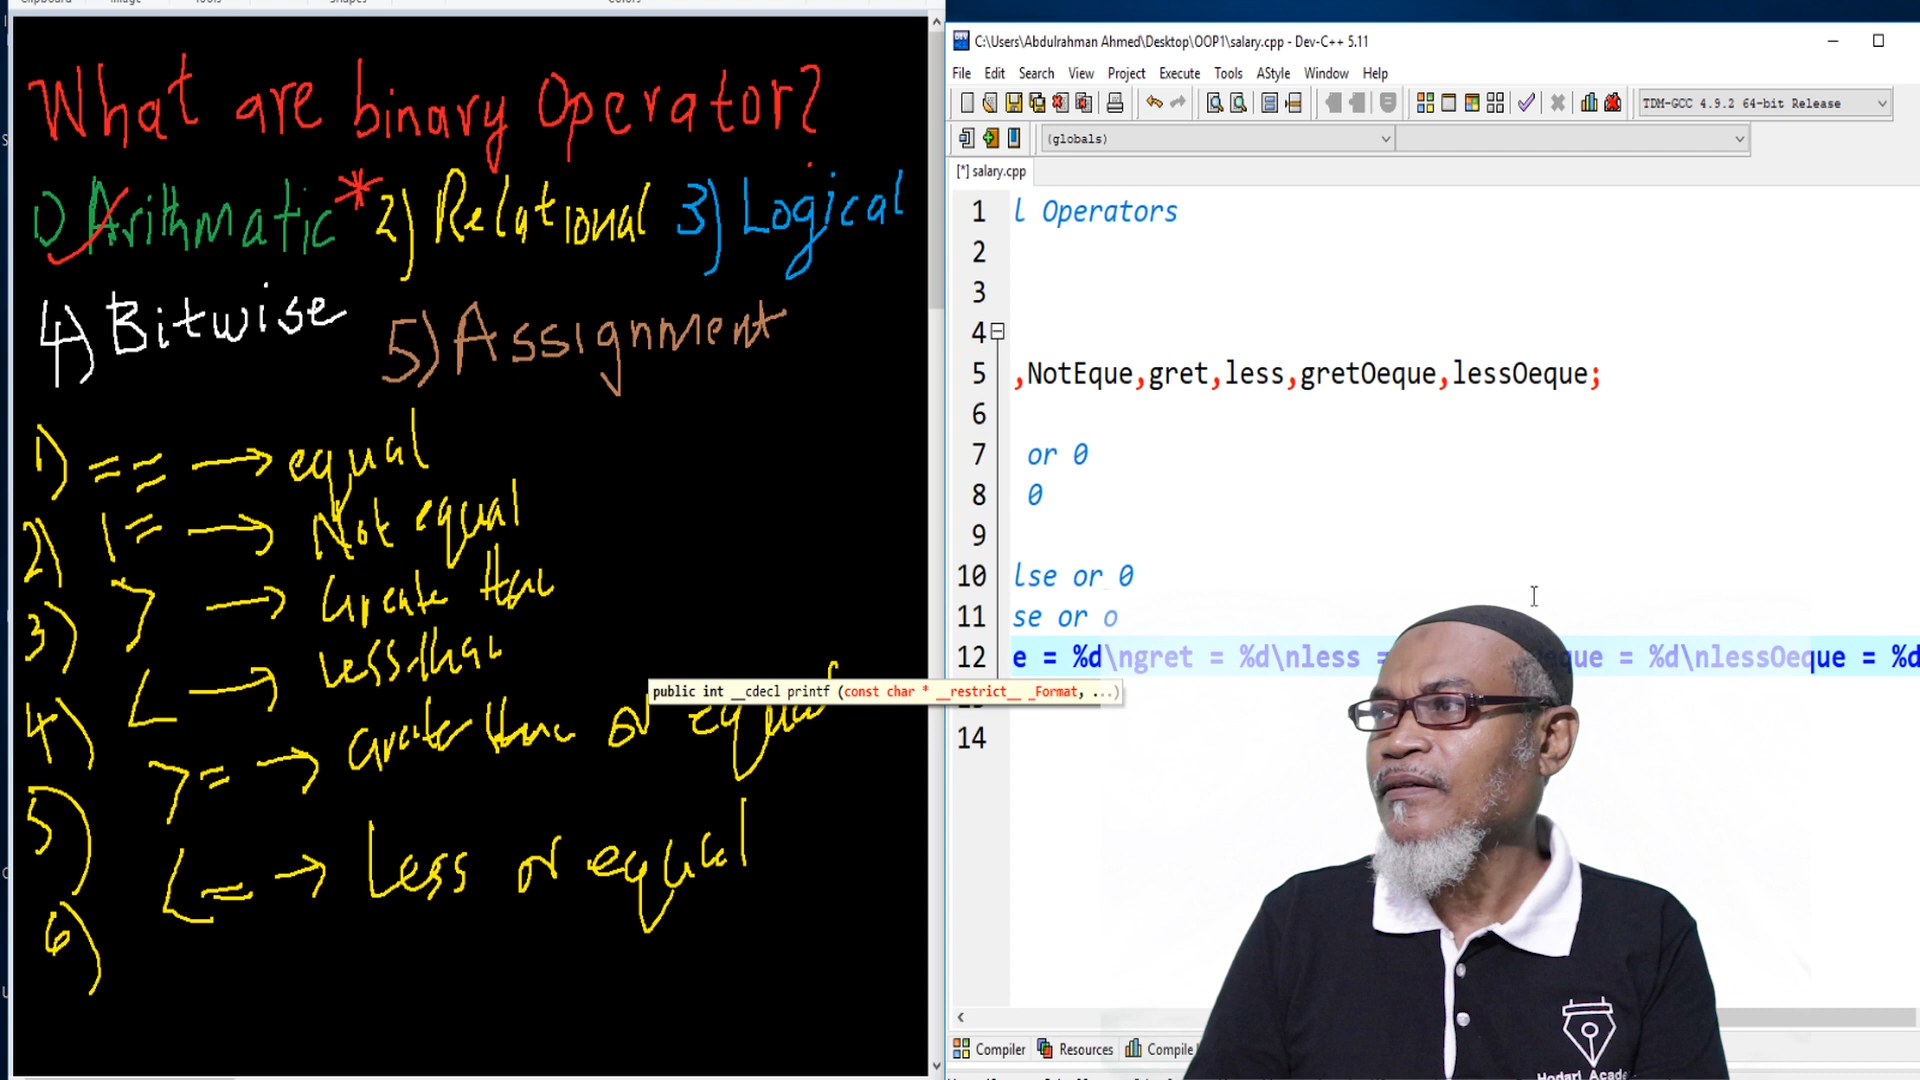 What are binary Operator?
1) Arithmatic * 2) Relational 3) Logical
4) Bitwise 5) Assignment
1) == → equal
2) != → Not equal
3) > → Greate than
4) < → less than
5) >= → Greater than or equal
6) <= → Less or equal
public int __cdecl printf (const char * __restrict__ _Format, ...)
C:\Users\Abdulrahman Ahmed\Desktop\OOP1\salary.cpp - Dev-C++ 5.11
File Edit Search View Project Execute Tools AStyle Window Help
TDM-GCC 4.9.2 64-bit Release
(globals)
[*] salary.cpp
1 l Operators
2
3
4
5 ,NotEque,gret,less,gretOeque,lessOeque;
6
7 or 0
8 0
9
10 lse or 0
11 se or o
12 e = %d\ngret = %d\nless = eque = %d\nlessOeque = %d
14
Compiler Resources Compile
Hodari Acade